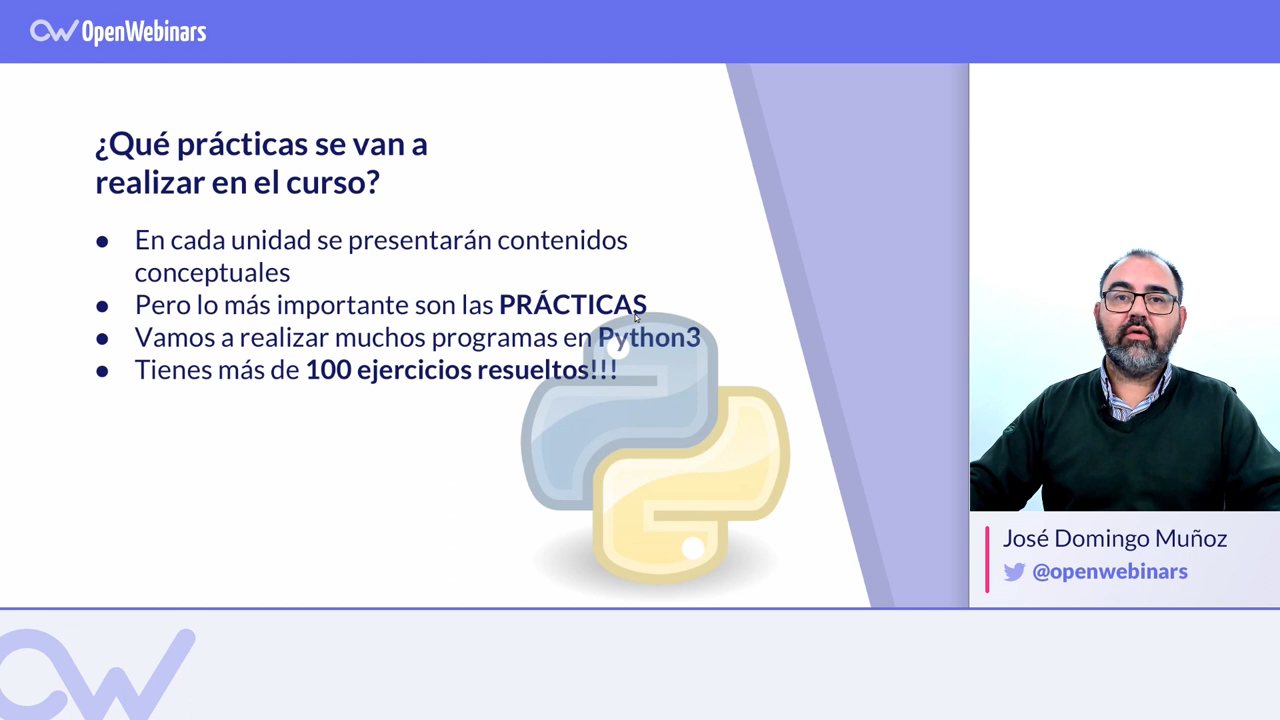 OpenWebinars
¿Qué prácticas se van a
realizar en el curso?
● En cada unidad se presentarán contenidos
conceptuales
● Pero lo más importante son las PRÁCTICAS
● Vamos a realizar muchos programas en Python3
● Tienes más de 100 ejercicios resueltos!!!
José Domingo Muñoz
@openwebinars